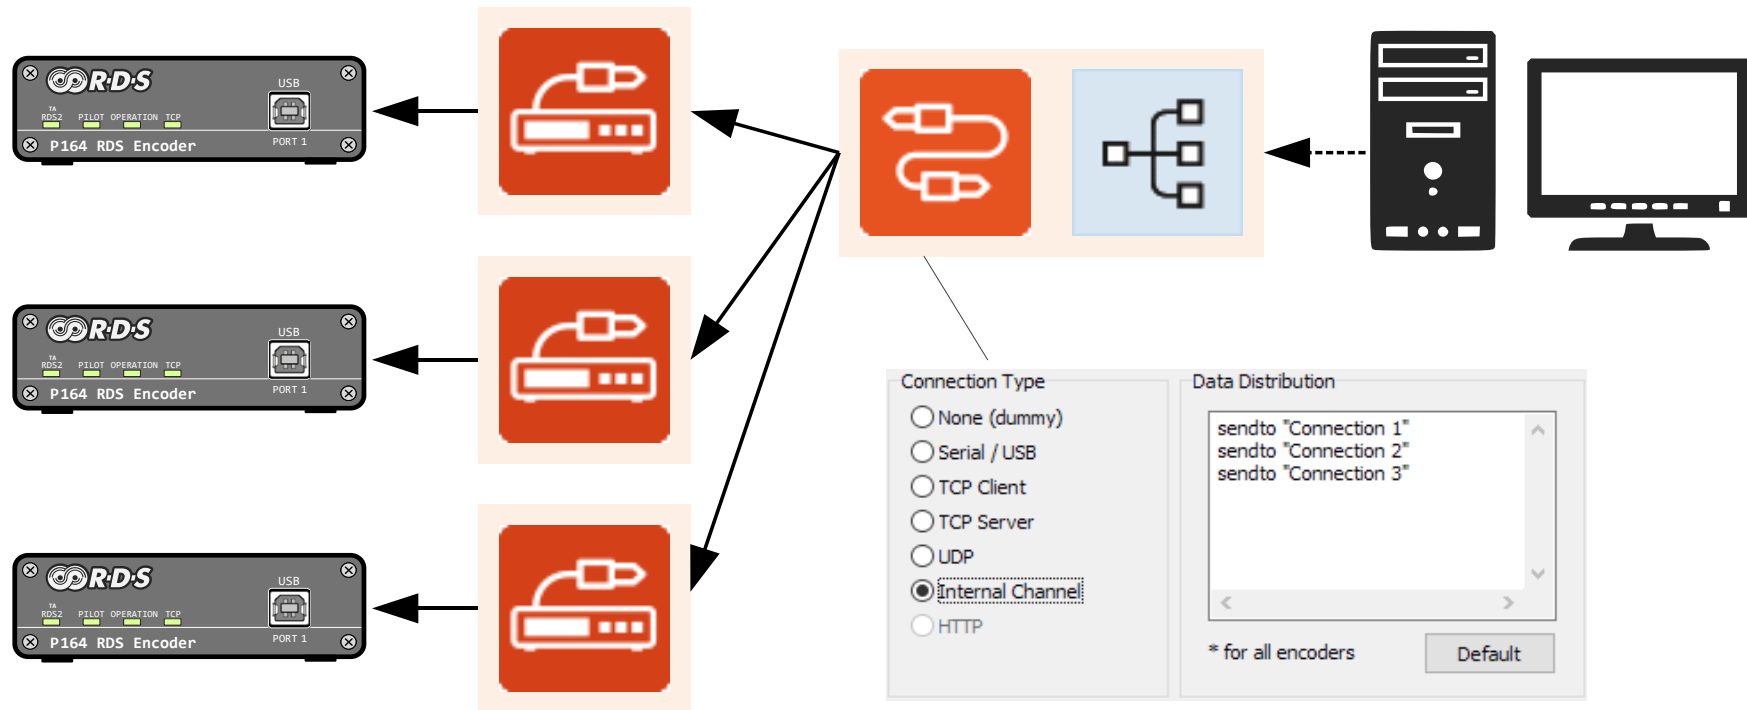 R·D·S
USB
TA
RDS2 PILOT OPERATION TCP
P164 RDS Encoder
PORT 1
R·D·S
USB
TA
RDS2 PILOT OPERATION TCP
P164 RDS Encoder
PORT 1
R·D·S
USB
TA
RDS2 PILOT OPERATION TCP
P164 RDS Encoder
PORT 1
Connection Type
None (dummy)
Serial / USB
TCP Client
TCP Server
UDP
Internal Channel
HTTP
Data Distribution
sendto "Connection 1"
sendto "Connection 2"
sendto "Connection 3"
* for all encoders
Default